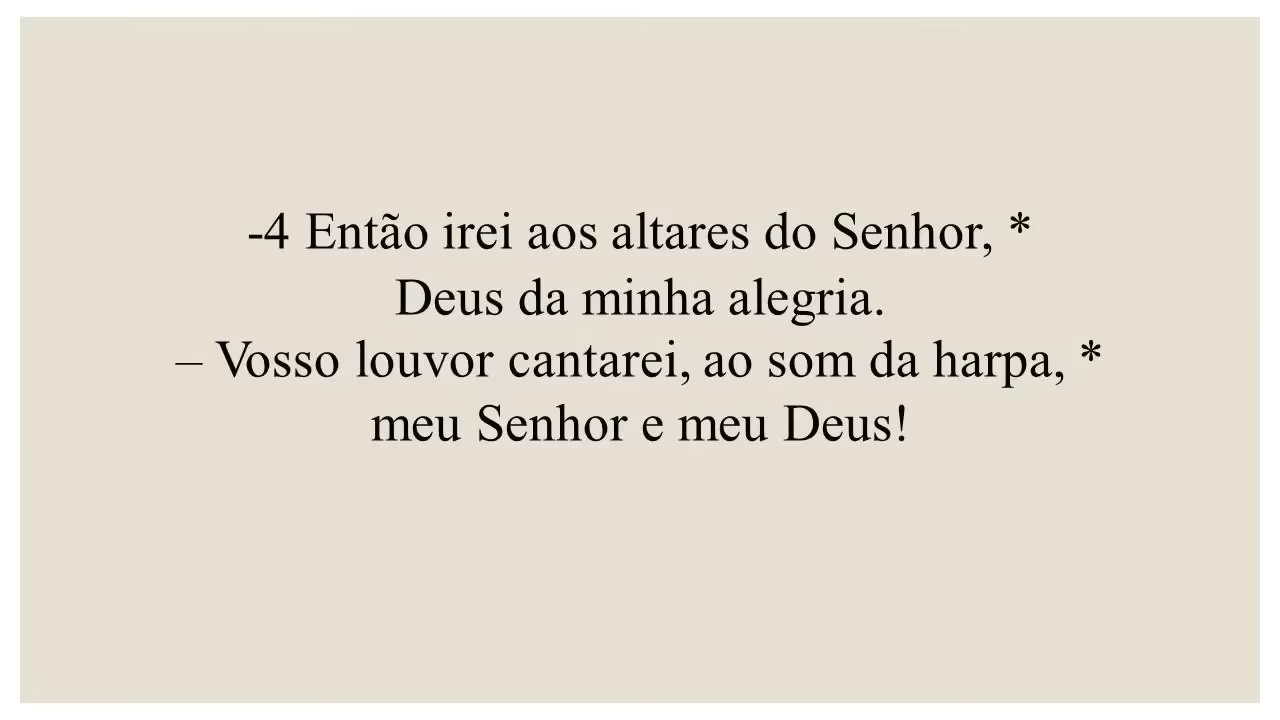 -4 Então irei aos altares do Senhor, *
Deus da minha alegria.
– Vosso louvor cantarei, ao som da harpa, *
meu Senhor e meu Deus!